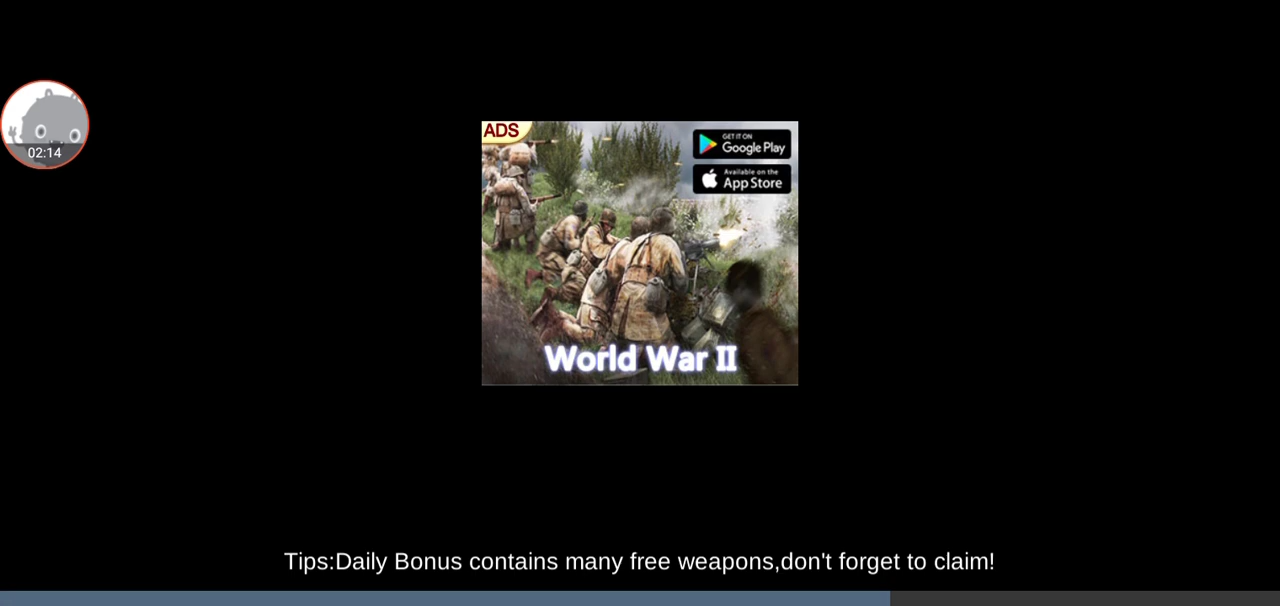 ADS
GET IT ON
Google Play
Available on the
App Store
02:14
World War II
Tips:Daily Bonus contains many free weapons,don't forget to claim!